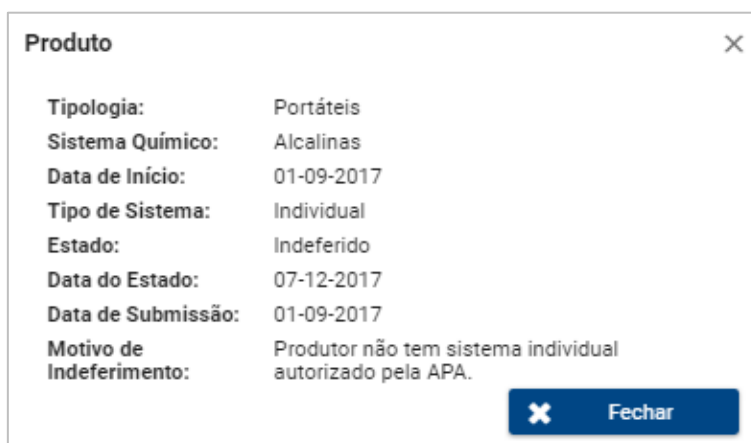 Produto
Tipologia: Portáteis
Sistema Químico: Alcalinas
Data de Início: 01-09-2017
Tipo de Sistema: Individual
Estado: Indeferido
Data do Estado: 07-12-2017
Data de Submissão: 01-09-2017
Motivo de Indeferimento: Produtor não tem sistema individual
autorizado pela APA.
Fechar